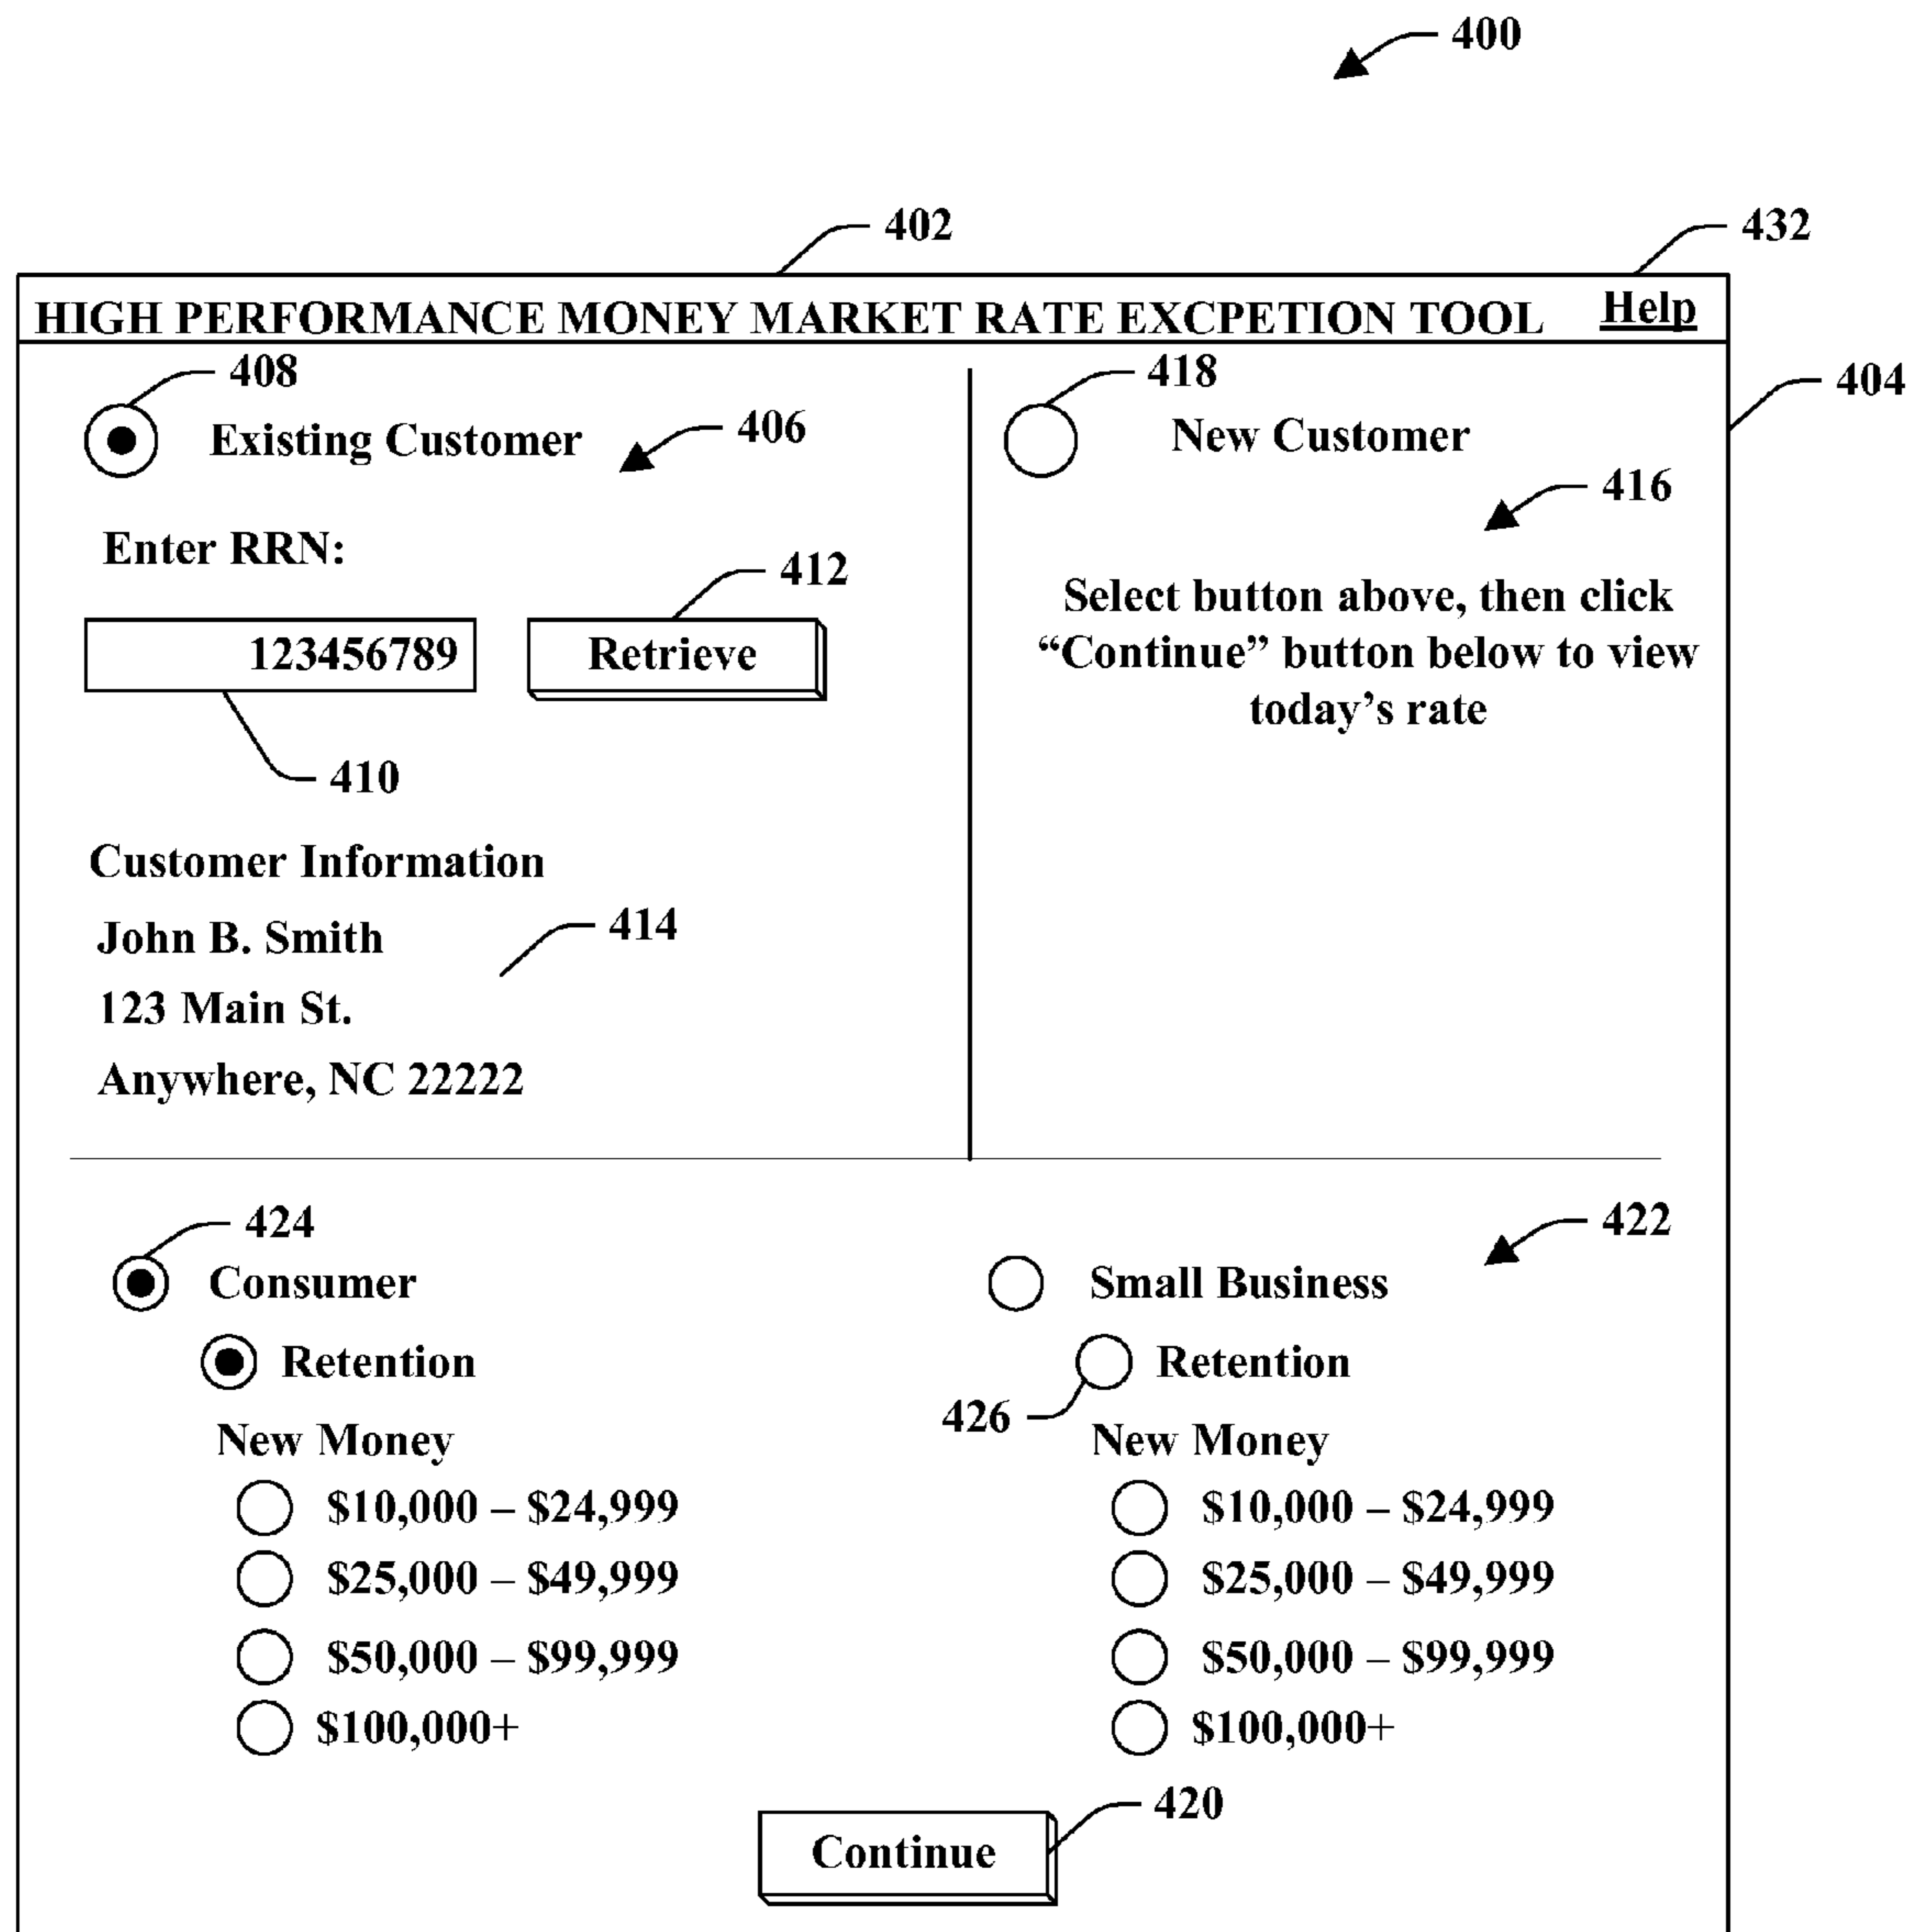 400
402
432
HIGH PERFORMANCE MONEY MARKET RATE EXCPETION TOOL Help
404
408
Existing Customer
406
Enter RRN:
412
123456789 Retrieve
410
Customer Information
John B. Smith
414
123 Main St.
Anywhere, NC 22222
418
New Customer
416
Select button above, then click
“Continue” button below to view
today’s rate
424
Consumer
Retention
New Money
$10,000 – $24,999
$25,000 – $49,999
$50,000 – $99,999
$100,000+
422
Small Business
Retention
426
New Money
$10,000 – $24,999
$25,000 – $49,999
$50,000 – $99,999
$100,000+
420
Continue